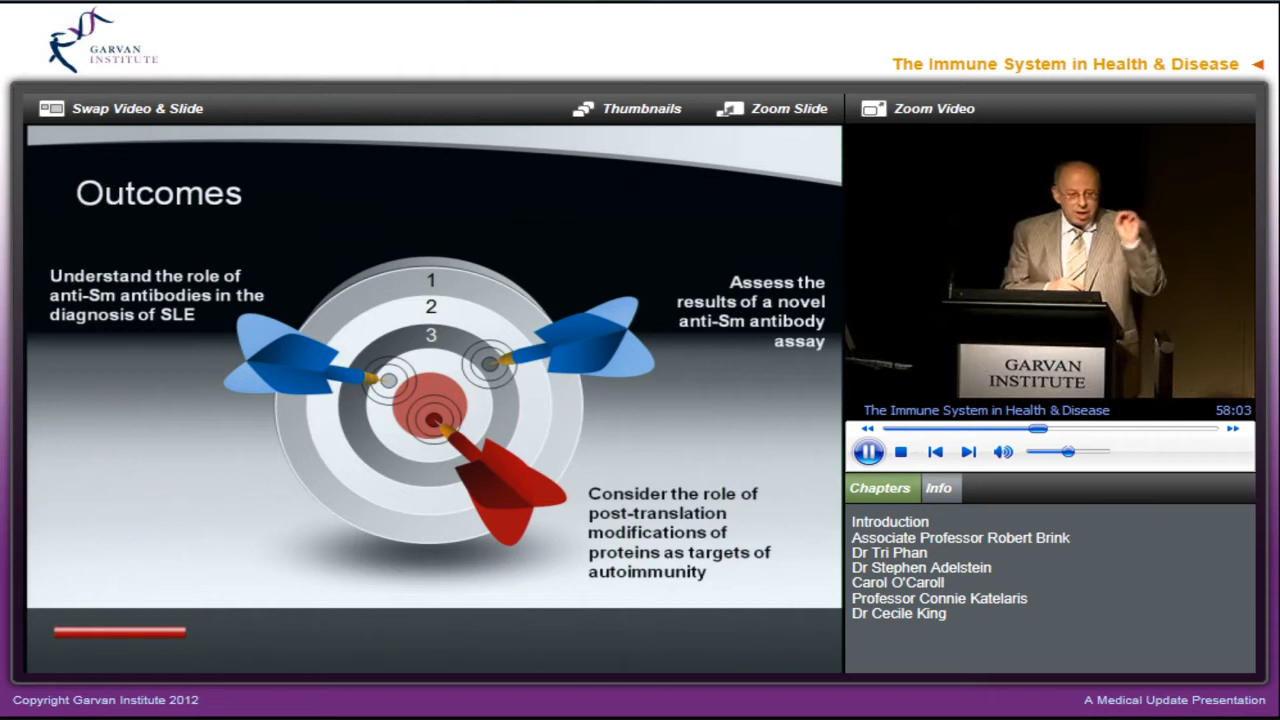 GARVAN
INSTITUTE
The Immune System in Health & Disease
Swap Video & Slide
Thumbnails
Zoom Slide
Zoom Video
Outcomes
Understand the role of
anti-Sm antibodies in the
diagnosis of SLE
1
2
3
Assess the
results of a novel
anti-Sm antibody
assay
Consider the role of
post-translation
modifications of
proteins as targets of
autoimmunity
GARVAN
INSTITUTE
The Immune System in Health & Disease 58:03
Chapters
Info
Introduction
Associate Professor Robert Brink
Dr Tri Phan
Dr Stephen Adelstein
Carol O'Caroll
Professor Connie Katelaris
Dr Cecile King
Copyright Garvan Institute 2012
A Medical Update Presentation